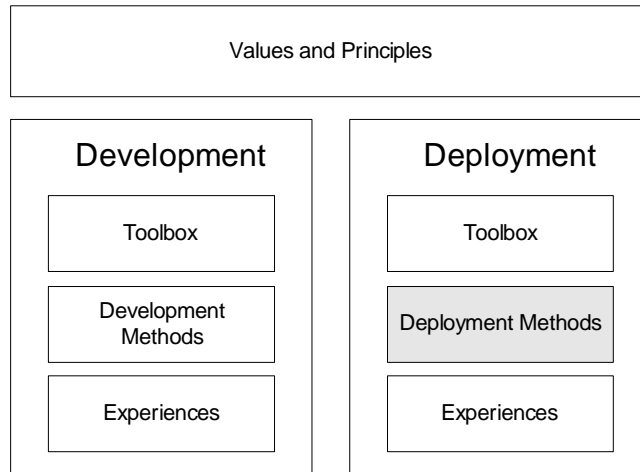 Values and Principles
Development
Toolbox
Development
Methods
Experiences
Deployment
Toolbox
Deployment Methods
Experiences